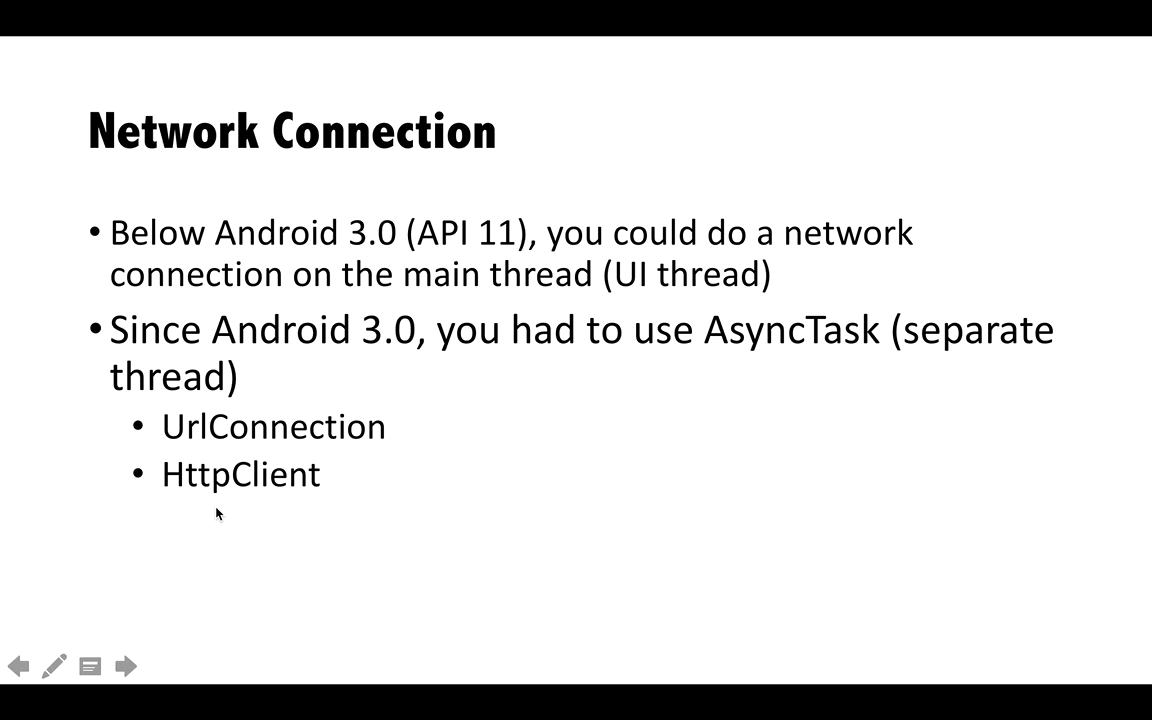 Network Connection
• Below Android 3.0 (API 11), you could do a network
connection on the main thread (UI thread)
• Since Android 3.0, you had to use AsyncTask (separate
thread)
• UrlConnection
• HttpClient